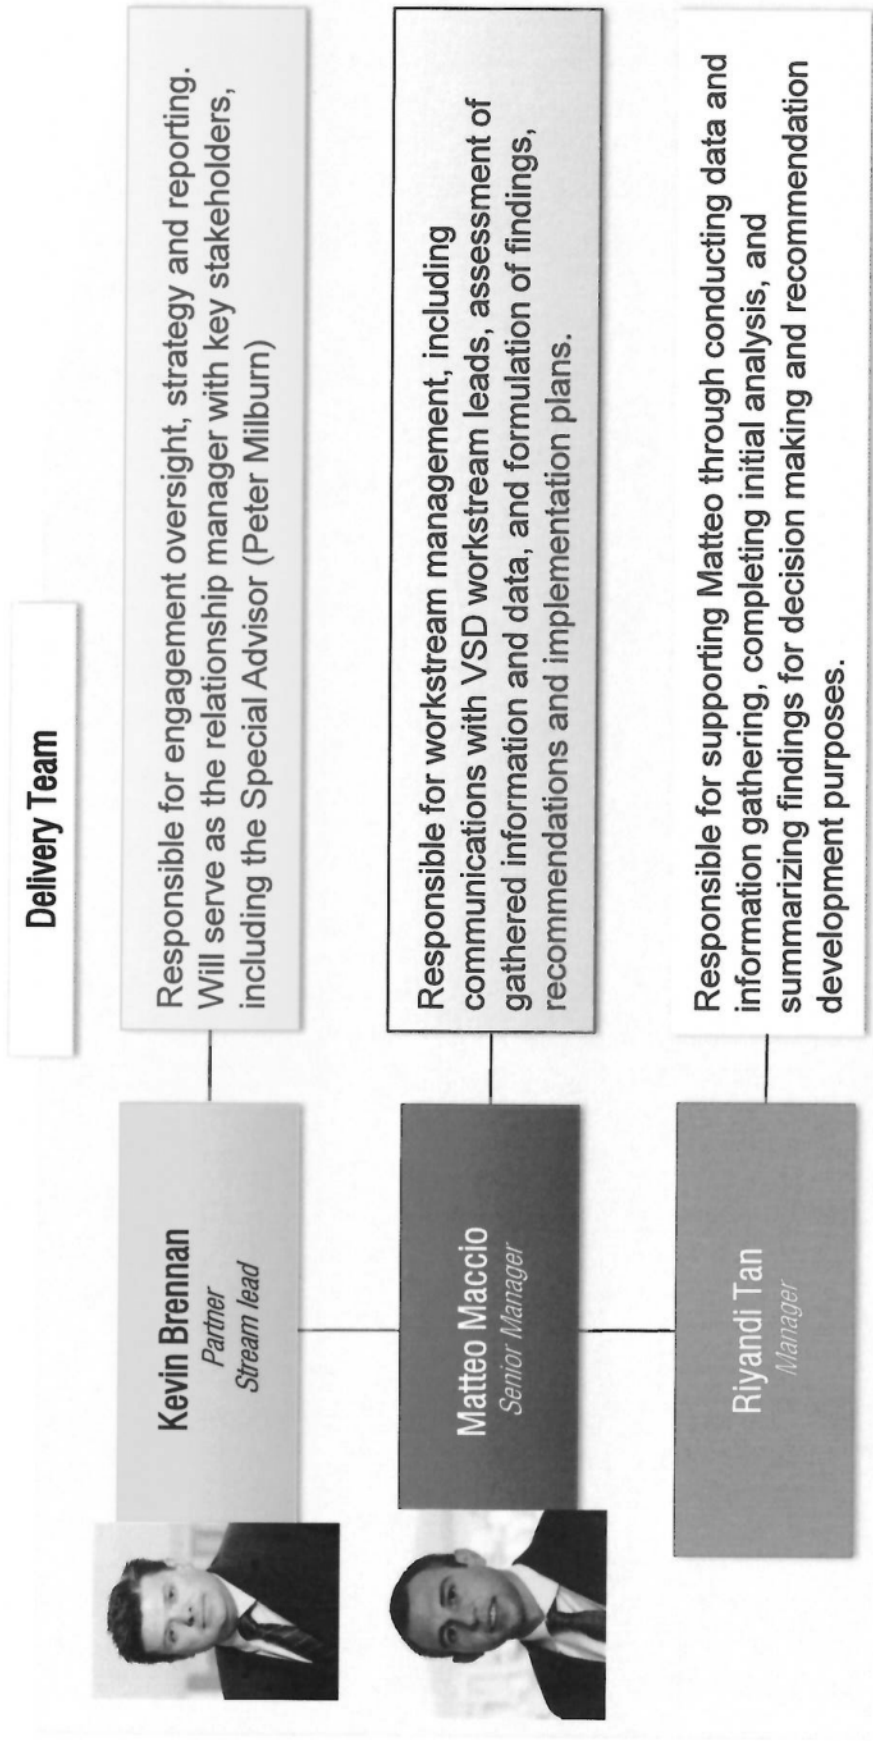 Delivery Team
Kevin Brennan
Partner
Stream lead
Responsible for engagement oversight, strategy and reporting.
Will serve as the relationship manager with key stakeholders,
including the Special Advisor (Peter Milburn)
Matteo Maccio
Senior Manager
Responsible for workstream management, including
communications with VSD workstream leads, assessment of
gathered information and data, and formulation of findings,
recommendations and implementation plans.
Riyandi Tan
Manager
Responsible for supporting Matteo through conducting data and
information gathering, completing initial analysis, and
summarizing findings for decision making and recommendation
development purposes.